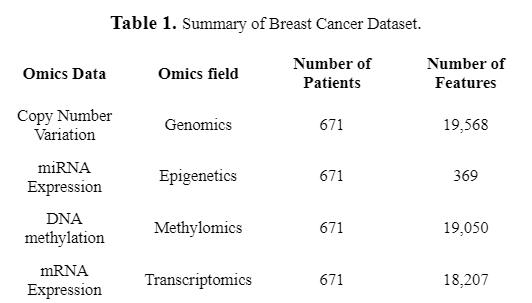 Table 1. Summary of Breast Cancer Dataset.
Omics Data Omics field Number of Patients Number of Features
Copy Number Variation Genomics 671 19,568
miRNA Expression Epigenetics 671 369
DNA methylation Methylomics 671 19,050
mRNA Expression Transcriptomics 671 18,207